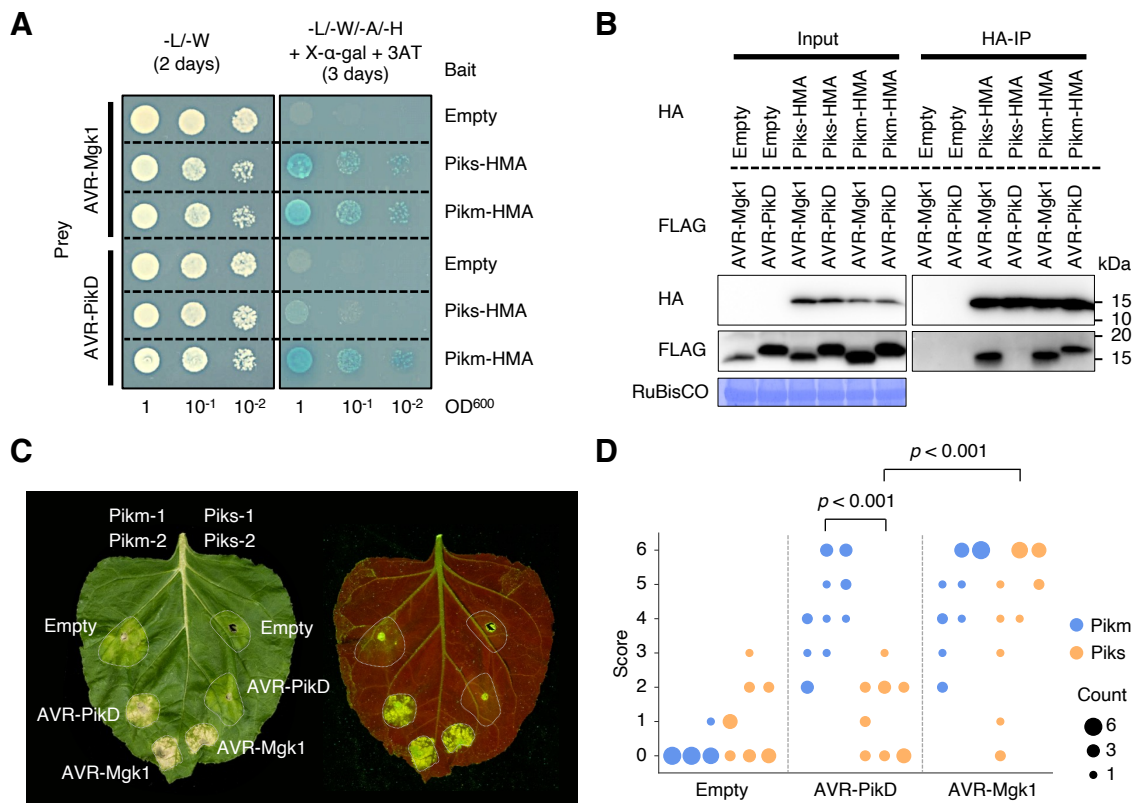 A
-L/-W
(2 days)
-L/-W/-A/-H
+ X-α-gal + 3AT
(3 days)
Bait
Prey
AVR-Mgk1
AVR-PikD
Empty
Piks-HMA
Pikm-HMA
Empty
Piks-HMA
Pikm-HMA
1 10⁻¹ 10⁻² 1 10⁻¹ 10⁻² OD⁶⁰⁰
B
Input HA-IP
HA
Empty Empty Piks-HMA Piks-HMA Pikm-HMA Pikm-HMA Empty Empty Piks-HMA Piks-HMA Pikm-HMA Pikm-HMA
FLAG
AVR-Mgk1 AVR-PikD AVR-Mgk1 AVR-PikD AVR-Mgk1 AVR-PikD AVR-Mgk1 AVR-PikD AVR-Mgk1 AVR-PikD AVR-Mgk1 AVR-PikD
kDa
HA 15
10
20
FLAG 15
RuBisCO
C
Pikm-1 Piks-1
Pikm-2 Piks-2
Empty Empty
AVR-PikD
AVR-PikD
AVR-Mgk1
AVR-Mgk1
D
p < 0.001
p < 0.001
Score
6
5
4
3
2
1
0
Empty AVR-PikD AVR-Mgk1
Pikm
Piks
Count
6
3
1